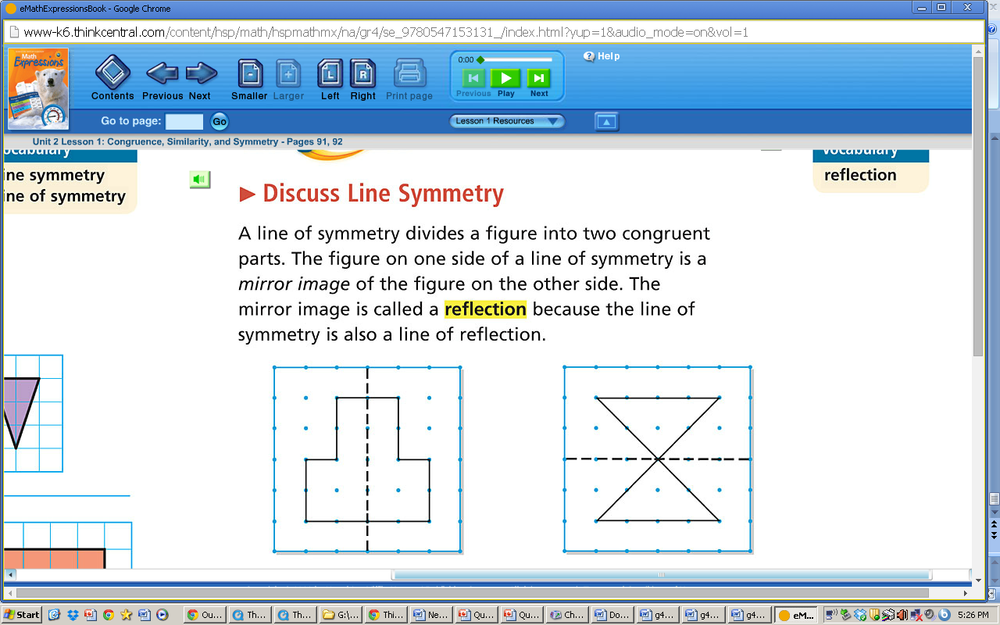 eMathExpressionsBook - Google Chrome
www-k6.thinkcentral.com/content/hsp/math/hspmathmx/na/gr4/se_9780547153131_/index.html?yup=1&audio_mode=on&vol=1
Math
Expressions
Contents Previous Next Smaller Larger Left Right Print page
0:00
Previous Play Next
Help
Go to page: Go
Lesson 1 Resources
Unit 2 Lesson 1: Congruence, Similarity, and Symmetry - Pages 91, 92
ocabulary
ine symmetry
ine of symmetry
vocabulary
reflection
Discuss Line Symmetry
A line of symmetry divides a figure into two congruent
parts. The figure on one side of a line of symmetry is a
mirror image of the figure on the other side. The
mirror image is called a reflection because the line of
symmetry is also a line of reflection.
Start Ou... Th... Th... G:\... Thi... Ne... Qu... Qu... Ch... Do... g4... g4... g4... eM... 5:26 PM